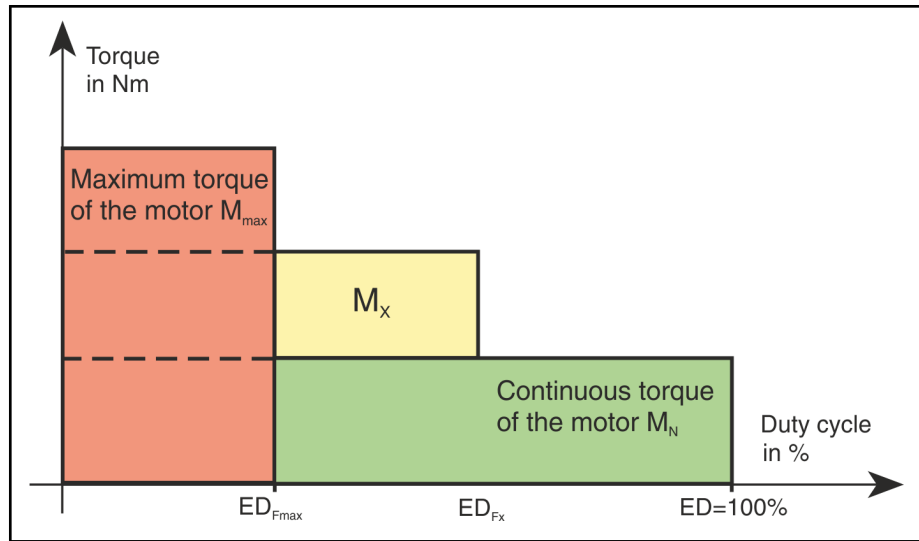 Torque
in Nm
Maximum torque
of the motor Mmax
Mx
Continuous torque
of the motor MN
Duty cycle
in %
EDFmax
EDFx
ED=100%